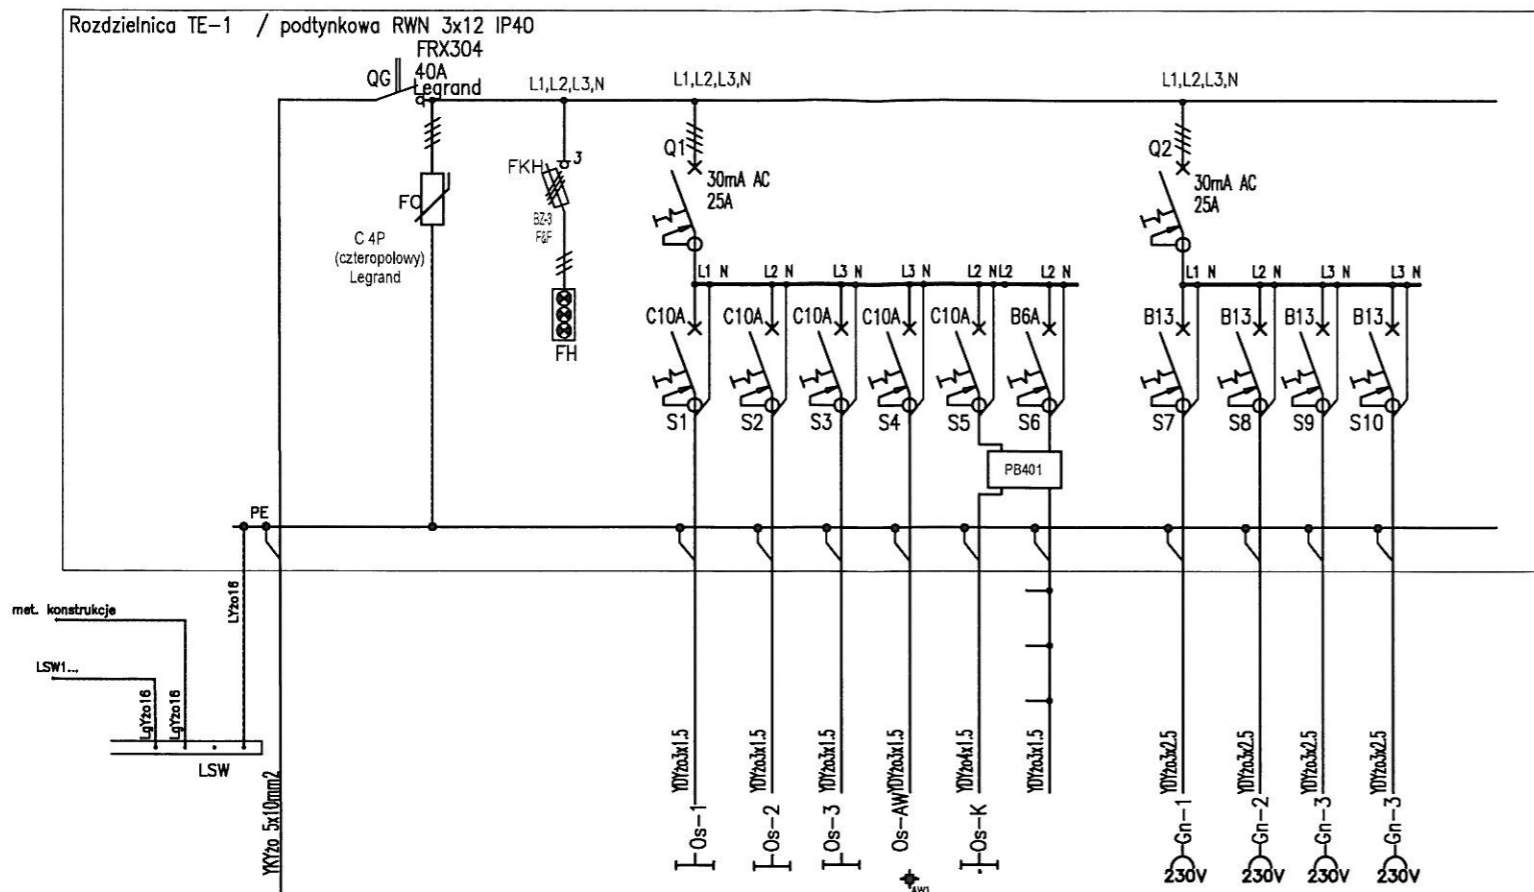 Rozdzielnica TE-1 / podtynkowa RWN 3x12 IP40
FRX304
40A
Legrand
QG
L1,L2,L3,N
L1,L2,L3,N
L1,L2,L3,N
FC
C 4P
(czteropolowy)
Legrand
FKH
3
BZ-3
F&F
FH
Q1
30mA AC
25A
Q2
30mA AC
25A
L1 N
L2 N
L3 N
L3 N
L2 N
L2
L2 N
L1 N
L2 N
L3 N
L3 N
C10A
C10A
C10A
C10A
C10A
B6A
B13
B13
B13
B13
S1
S2
S3
S4
S5
S6
S7
S8
S9
S10
PB401
PE
LYżo16
met. konstrukcje
LSW1...
LgYżo16
LgYżo16
LSW
YKYżo 5x10mm2
YDYżo3x1.5
YDYżo3x1.5
YDYżo3x1.5
YDYżo3x1.5
YDYżo4x1.5
YDYżo3x1.5
YDYżo3x2.5
YDYżo3x2.5
YDYżo3x2.5
YDYżo3x2.5
Os-1
Os-2
Os-3
Os-AW
Os-K
Gn-1
Gn-2
Gn-3
Gn-3
AW1
230V
230V
230V
230V